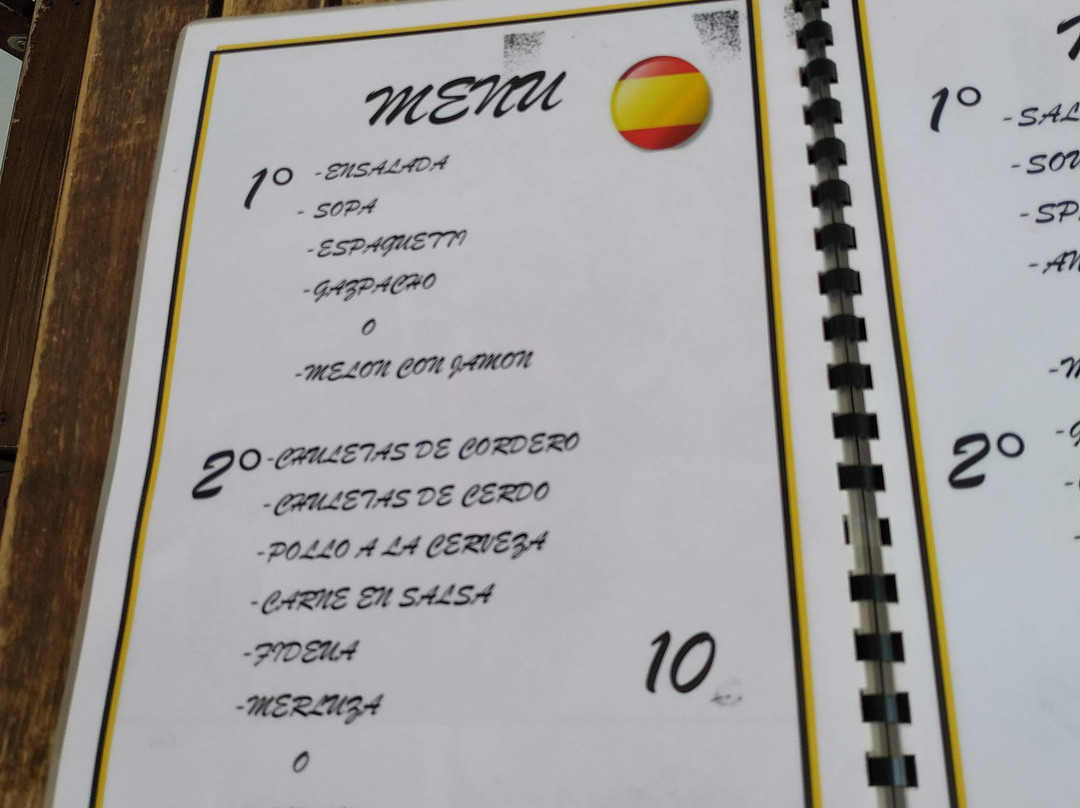 MENU
1º -ENSALADA
- SOPA
-ESPAGUETTI
-GAZPACHO
O
-MELON CON JAMON
2º -CHULETAS DE CORDERO
-CHULETAS DE CERDO
-POLLO A LA CERVEZA
-CARNE EN SALSA
-FIDEUA
-MERLUZA
O
10 €
1º
2º